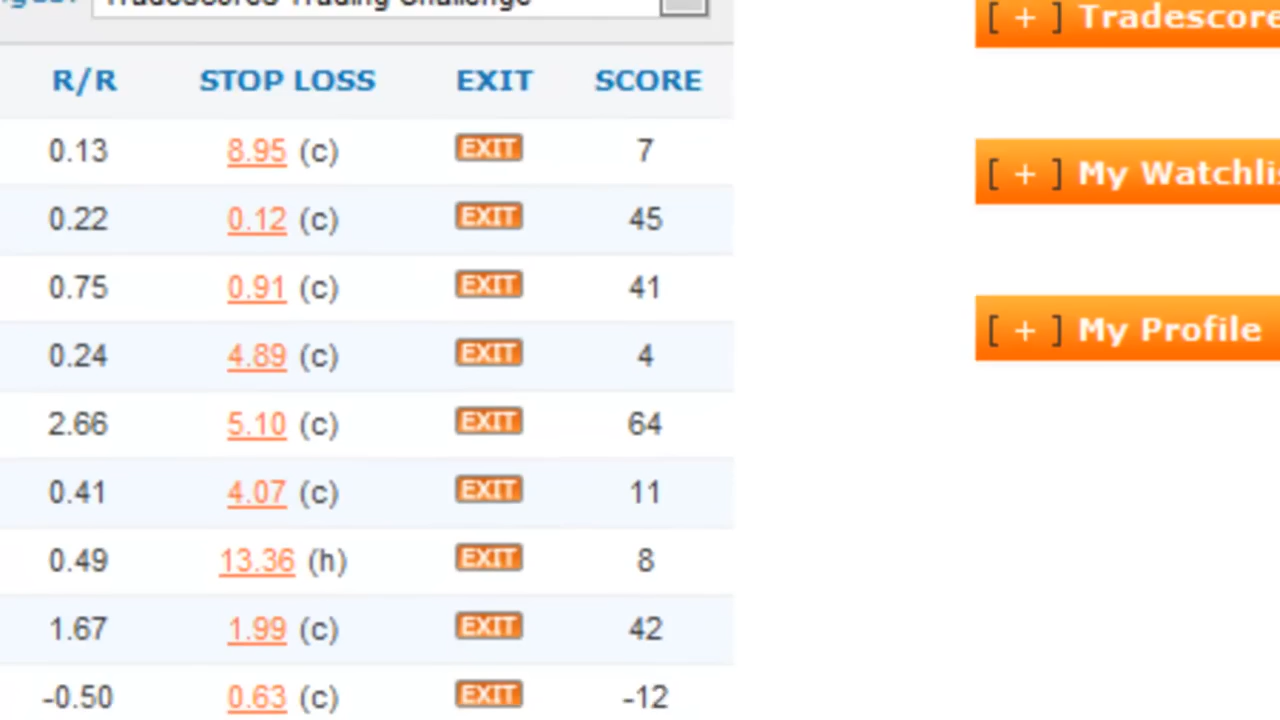 TradeScores Trading Challenge
R/R STOP LOSS EXIT SCORE
0.13 8.95 (c) EXIT 7
0.22 0.12 (c) EXIT 45
0.75 0.91 (c) EXIT 41
0.24 4.89 (c) EXIT 4
2.66 5.10 (c) EXIT 64
0.41 4.07 (c) EXIT 11
0.49 13.36 (h) EXIT 8
1.67 1.99 (c) EXIT 42
-0.50 0.63 (c) EXIT -12
[ + ] Tradescore
[ + ] My Watchlis
[ + ] My Profile